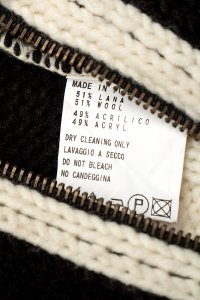 MADE IN
51% LANA
51% WOOL
49% ACRILICO
49% ACRYL
DRY CLEANING ONLY
LAVAGGIO A SECCO
DO NOT BLEACH
NO CANDEGGINA
P